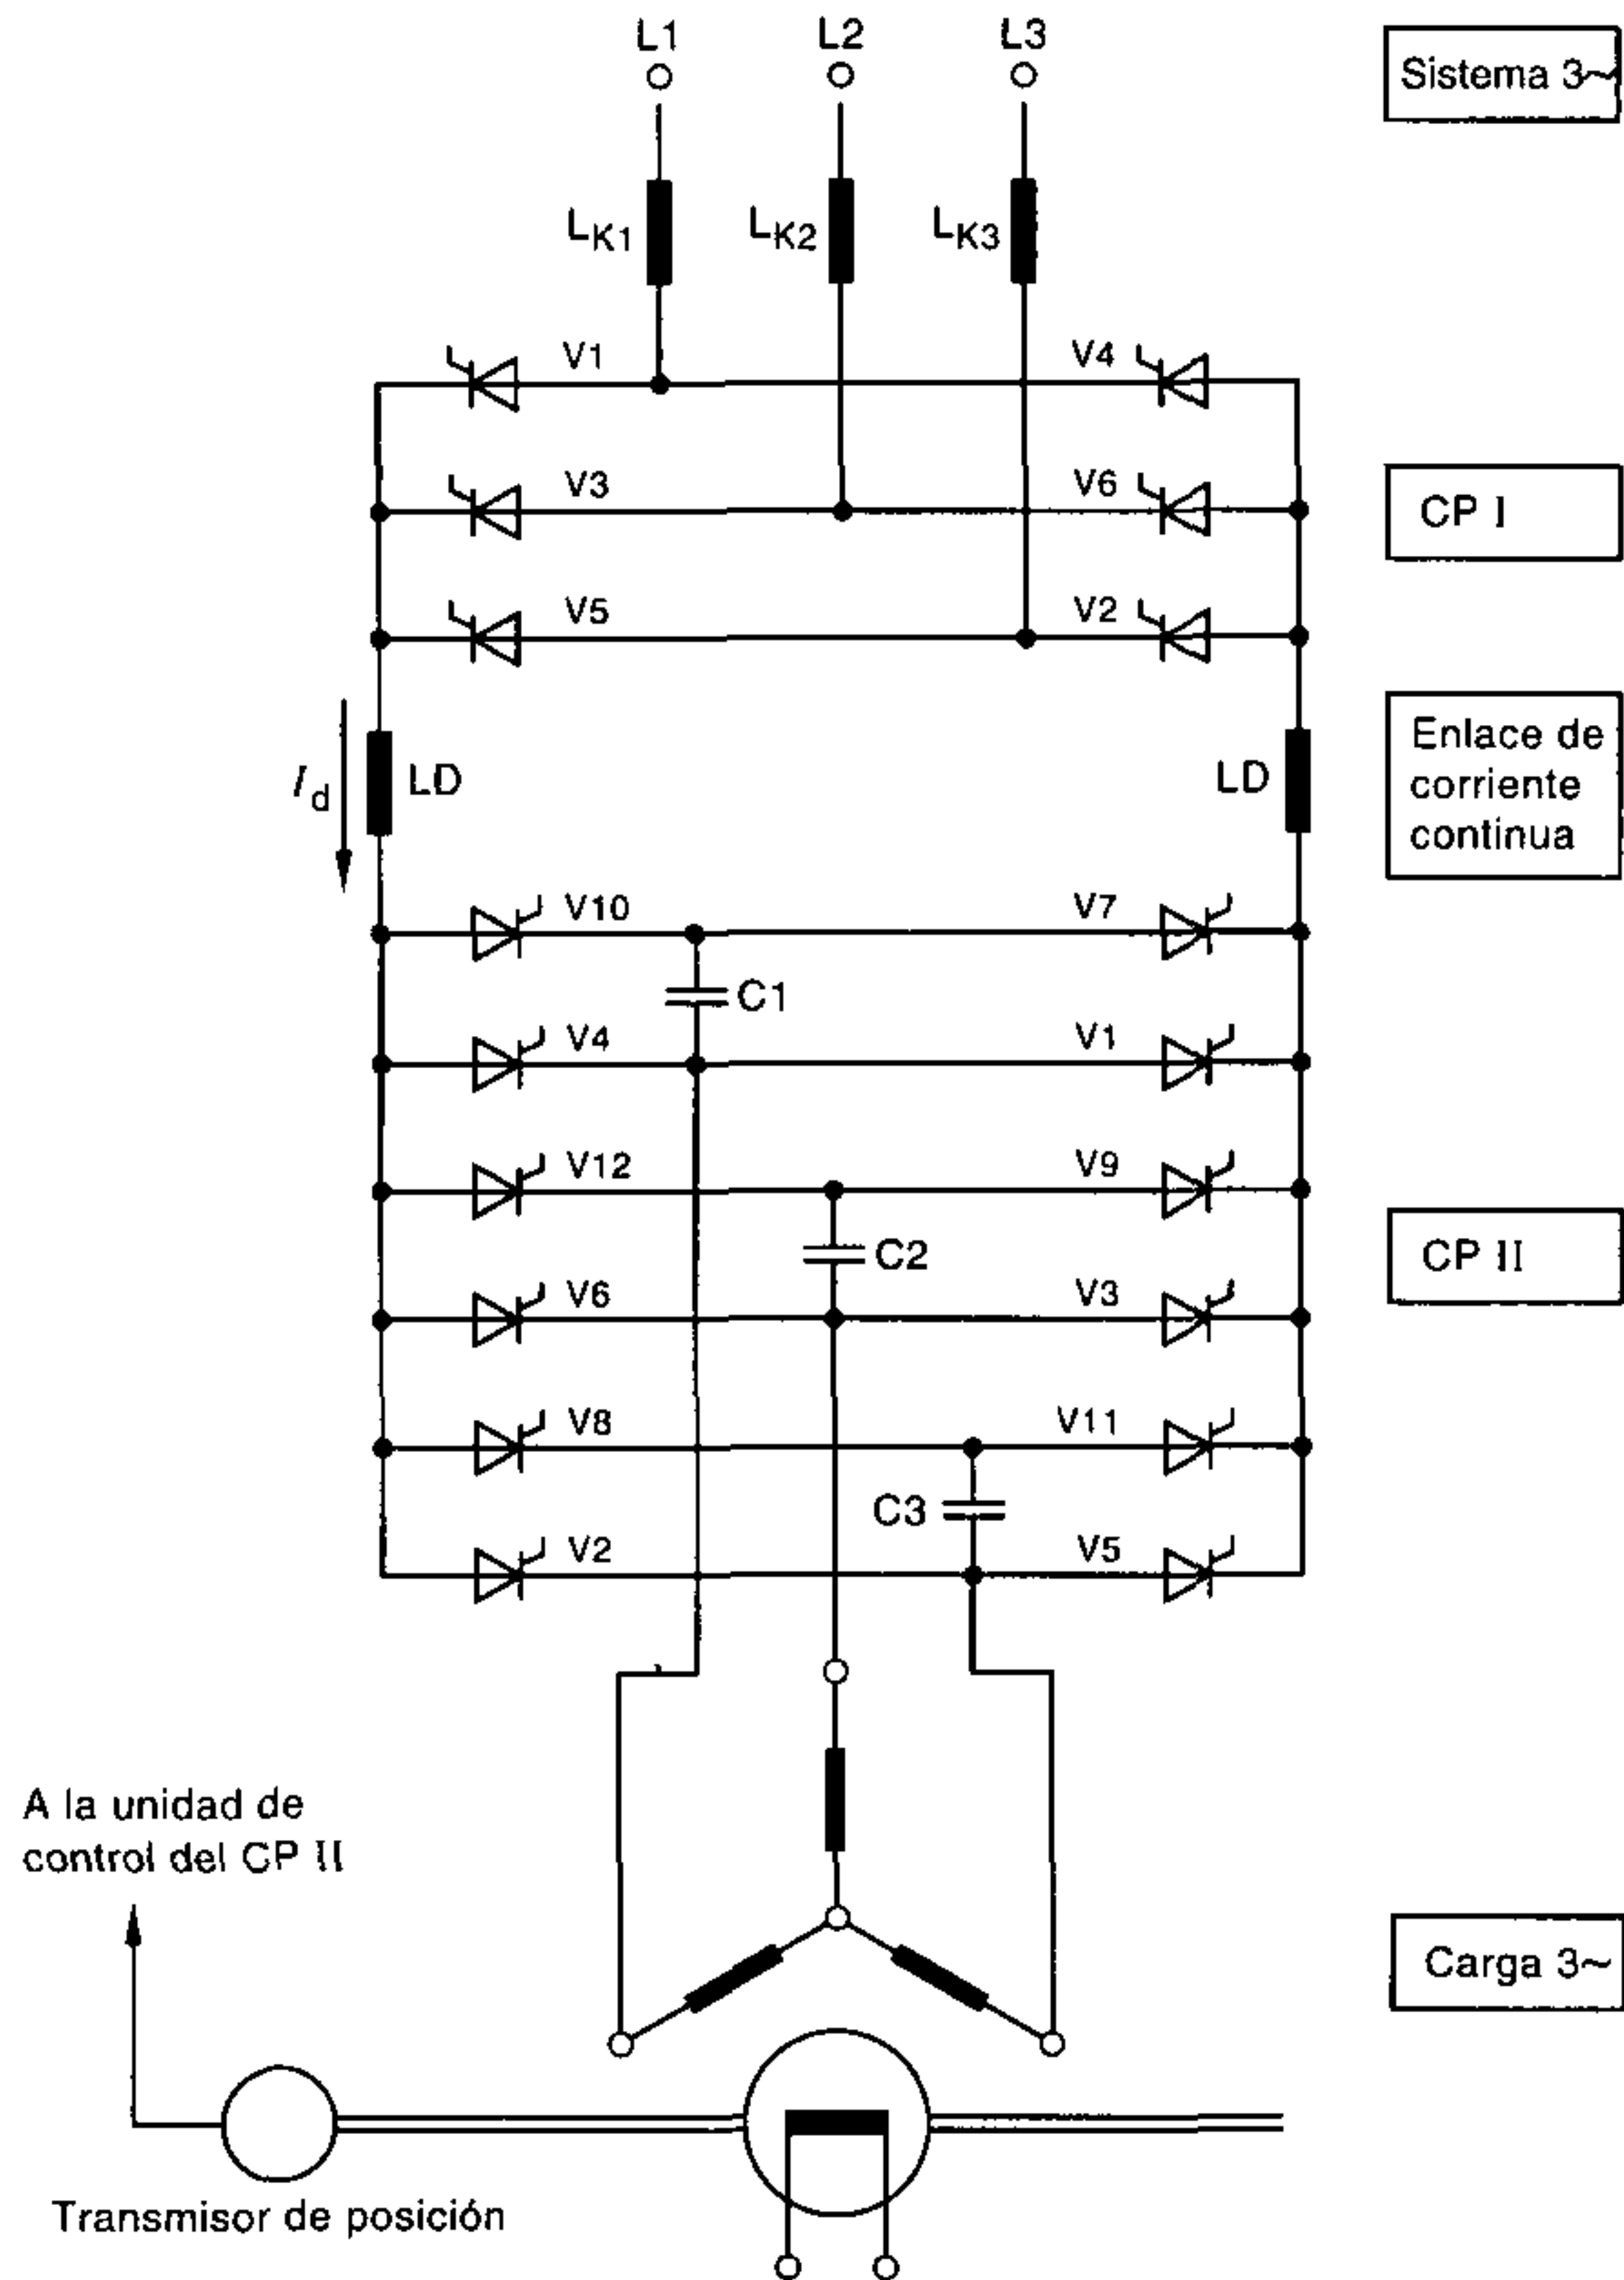 L1 L2 L3
Sistema 3~
LK1 LK2 LK3
V1 V4
V3 V6
CP I
V5 V2
Enlace de
corriente
continua
Id LD LD
V10 V7
C1
V4 V1
V12 V9
C2
CP II
V6 V3
V8 V11
C3
V2 V5
A la unidad de
control del CP II
Carga 3~
Transmisor de posición